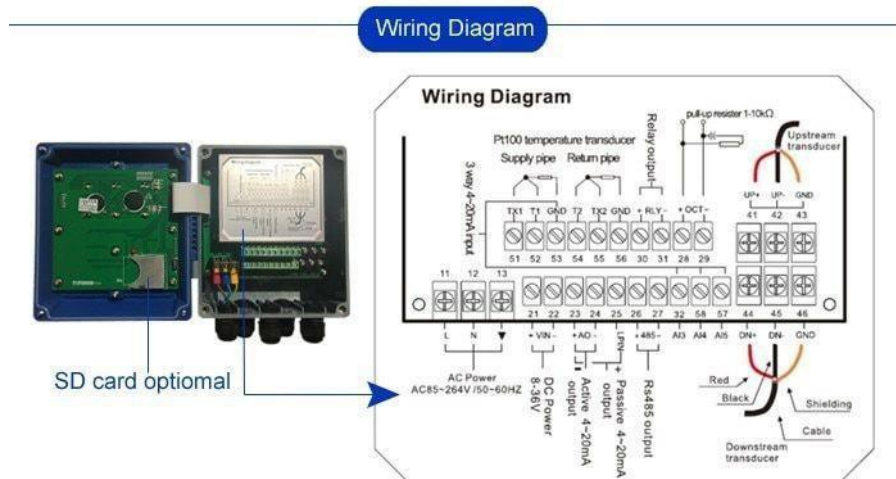 Wiring Diagram
Wiring Diagram
pull-up resister 1-10kΩ
Relay output
Pt100 temperature transducer
Supply pipe Return pipe
3 way 4~20mA input
Upstream
transducer
UP+ UP- GND
41 42 43
TX1 T1 GND T2 TX2 GND + RLY - + OCT -
51 52 53 54 55 56 30 31 28 29
11 12 13
21 22 23 24 25 26 27 32 58 57 44 45 46
L N + VIN - + AO - LPIN + 485 - AI3 AI4 AI5 DN+ DN- GND
AC Power
AC85~264V /50~60HZ
DC Power
8-36V
Active 4~20mA
output
+ Passive 4~20mA
output
Rs485 output
Red
Black
Shielding
Cable
Downstream
transducer
SD card optiomal